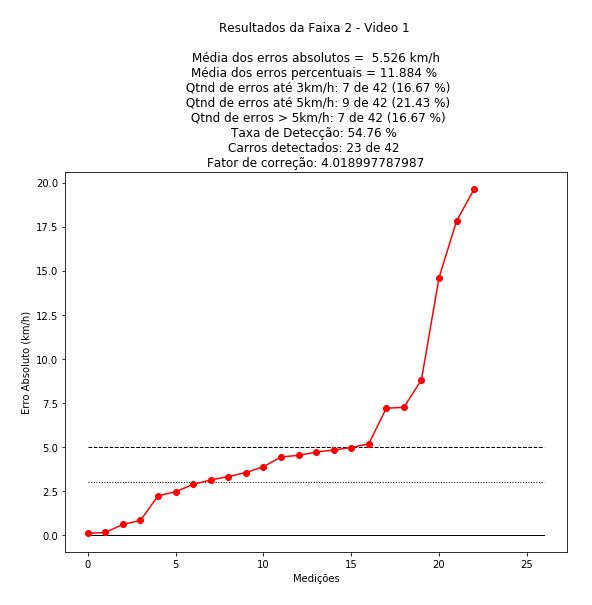 Resultados da Faixa 2 - Video 1
Média dos erros absolutos =  5.526 km/h
Média dos erros percentuais = 11.884 %
Qtnd de erros até 3km/h: 7 de 42 (16.67 %)
Qtnd de erros até 5km/h: 9 de 42 (21.43 %)
Qtnd de erros > 5km/h: 7 de 42 (16.67 %)
Taxa de Detecção: 54.76 %
Carros detectados: 23 de 42
Fator de correção: 4.018997787987
20.0
17.5
15.0
12.5
10.0
7.5
5.0
2.5
0.0
Erro Absoluto (km/h)
0 5 10 15 20 25
Medições